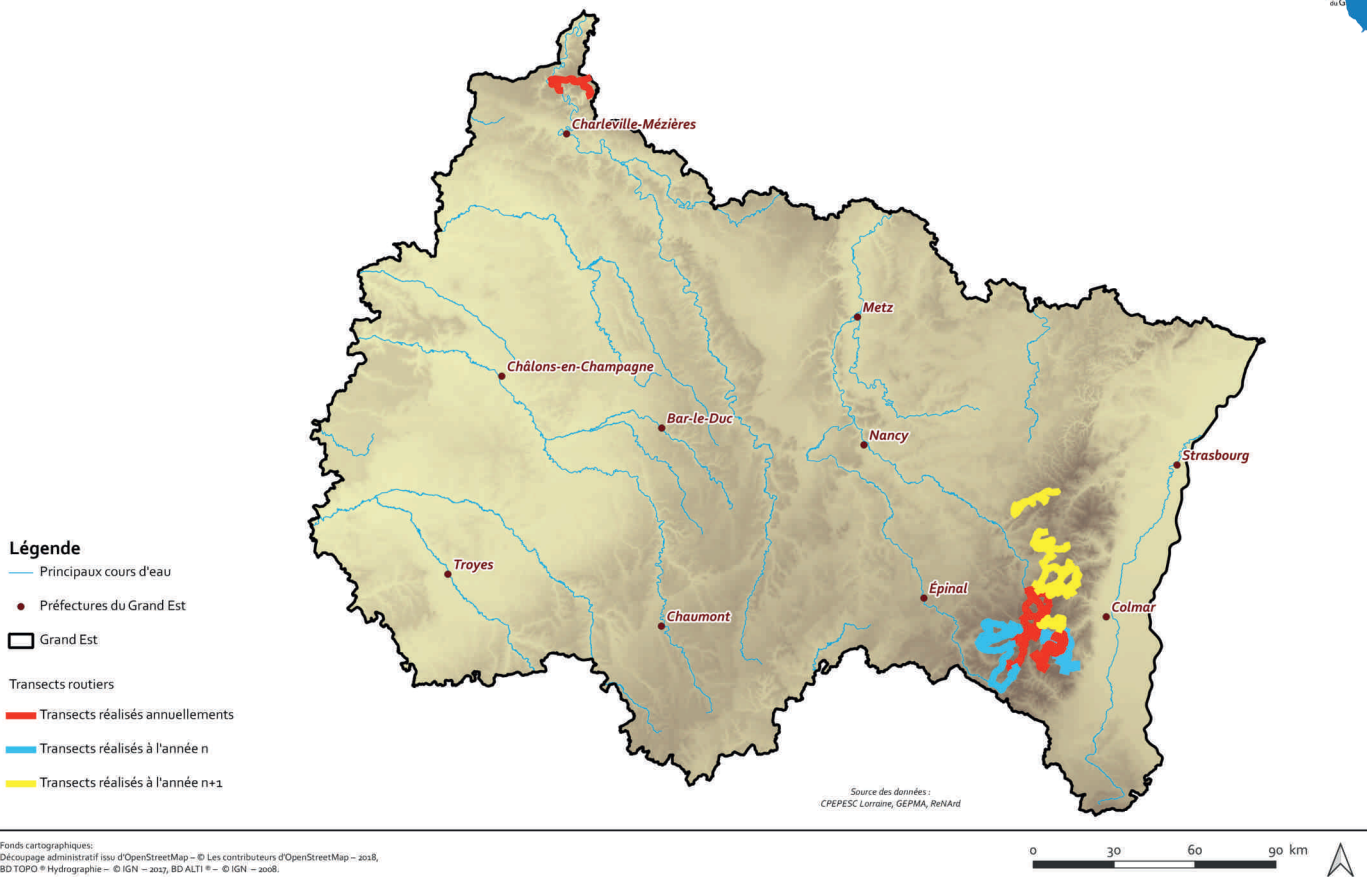 du G
Charleville-Mézières
Metz
Châlons-en-Champagne
Bar-le-Duc
Nancy
Strasbourg
Troyes
Épinal
Colmar
Chaumont
Légende
Principaux cours d'eau
Préfectures du Grand Est
Grand Est
Transects routiers
Transects réalisés annuellements
Transects réalisés à l'année n
Transects réalisés à l'année n+1
Source des données :
CPEPESC Lorraine, GEPMA, ReNArd
Fonds cartographiques:
Découpage administratif issu d'OpenStreetMap – © Les contributeurs d'OpenStreetMap – 2018,
BD TOPO ® Hydrographie – © IGN – 2017, BD ALTI ® – © IGN – 2008.
0 30 60 90 km